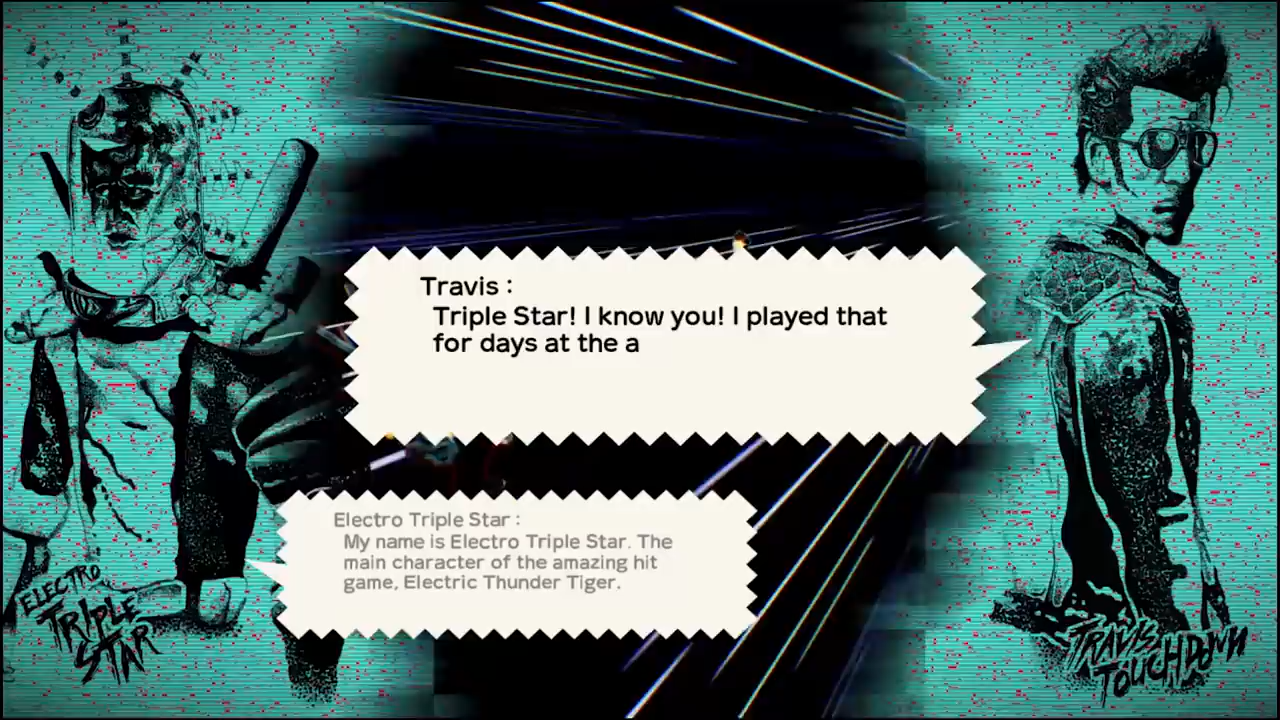 Travis :
Triple Star! I know you! I played that
for days at the a
Electro Triple Star :
My name is Electro Triple Star. The
main character of the amazing hit
game, Electric Thunder Tiger.
ELECTRO
TRIPLE
STAR
TRAVIS
TOUCHDOWN